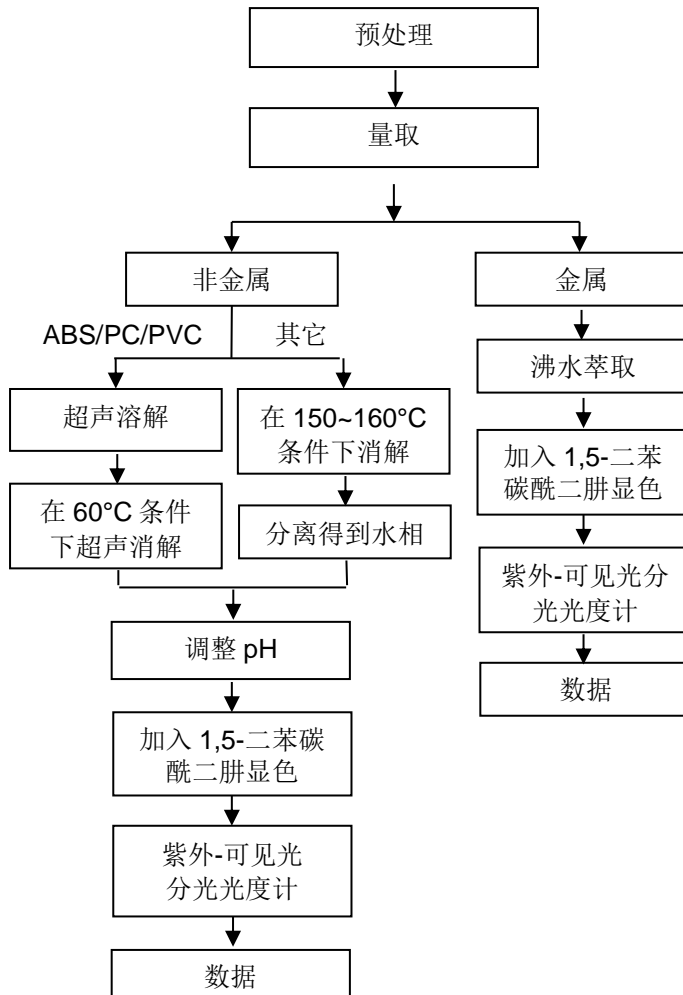 预处理
量取
非金属
金属
ABS/PC/PVC
其它
沸水萃取
超声溶解
在 150~160°C
条件下消解
加入 1,5-二苯
碳酰二肼显色
在 60°C 条件
下超声消解
分离得到水相
紫外-可见光分
光光度计
调整 pH
数据
加入 1,5-二苯碳
酰二肼显色
紫外-可见光
分光光度计
数据